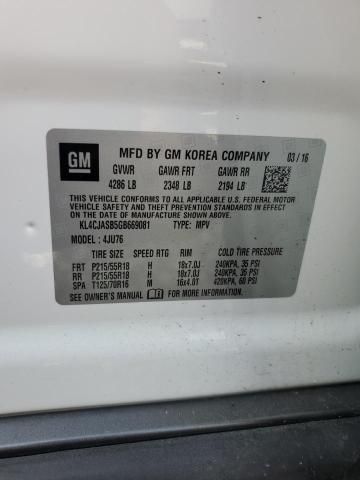 GM
MFD BY GM KOREA COMPANY 03 / 16
GVWR GAWR FRT GAWR RR
4286 LB 2348 LB 2194 LB
THIS VEHICLE CONFORMS TO ALL APPLICABLE U.S. FEDERAL MOTOR
VEHICLE SAFETY AND THEFT PREVENTION STANDARDS IN EFFECT ON
THE DATE OF MANUFACTURE SHOWN ABOVE.
KL4CJASB5GB669081 TYPE: MPV
MODEL: 4JU76
TIRE SIZE SPEED RTG RIM COLD TIRE PRESSURE
FRT P215/55R18 H 18x7.0J 240KPA, 35 PSI
RR P215/55R18 H 18x7.0J 240KPA, 35 PSI
SPA T125/70R16 M 16x4.0T 420KPA, 60 PSI
SEE OWNER'S MANUAL FOR MORE INFORMATION.